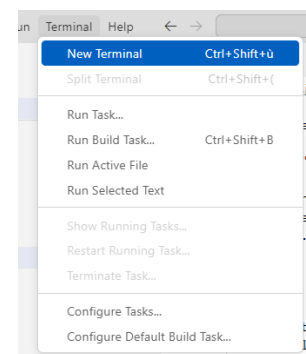 un Terminal Help ← →
New Terminal Ctrl+Shift+ù
Split Terminal Ctrl+Shift+(
Run Task...
Run Build Task... Ctrl+Shift+B
Run Active File
Run Selected Text
Show Running Tasks...
Restart Running Task...
Terminate Task...
Configure Tasks...
Configure Default Build Task...